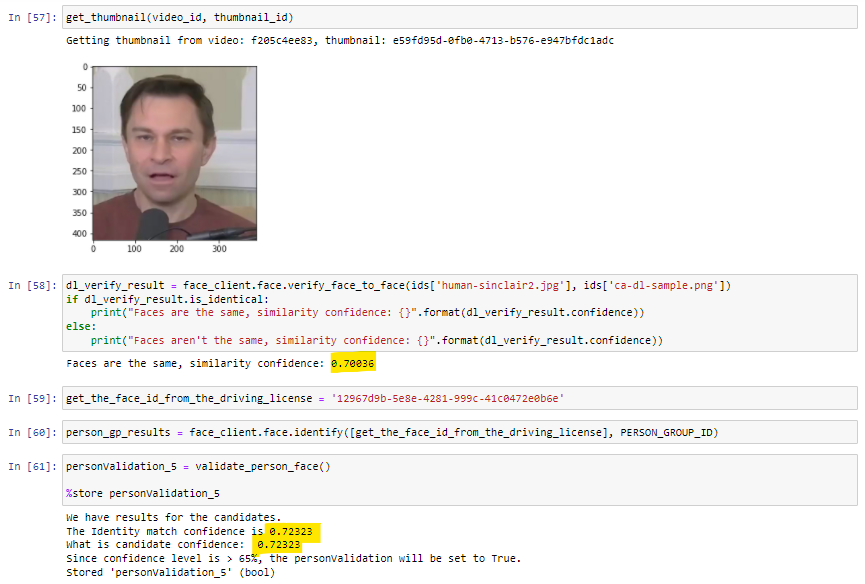 In [57]: get_thumbnail(video_id, thumbnail_id)
Getting thumbnail from video: f205c4ee83, thumbnail: e59fd95d-0fb0-4713-b576-e947bfdc1adc
0
50
100
150
200
250
300
350
400
0 100 200 300
In [58]: dl_verify_result = face_client.face.verify_face_to_face(ids['human-sinclair2.jpg'], ids['ca-dl-sample.png'])
if dl_verify_result.is_identical:
    print("Faces are the same, similarity confidence: {}".format(dl_verify_result.confidence))
else:
    print("Faces aren't the same, similarity confidence: {}".format(dl_verify_result.confidence))
Faces are the same, similarity confidence: 0.70036
In [59]: get_the_face_id_from_the_driving_license = '12967d9b-5e8e-4281-999c-41c0472e0b6e'
In [60]: person_gp_results = face_client.face.identify([get_the_face_id_from_the_driving_license], PERSON_GROUP_ID)
In [61]: personValidation_5 = validate_person_face()
%store personValidation_5
We have results for the candidates.
The Identity match confidence is 0.72323
What is candidate confidence: 0.72323
Since confidence level is > 65%, the personValidation will be set to True.
Stored 'personValidation_5' (bool)